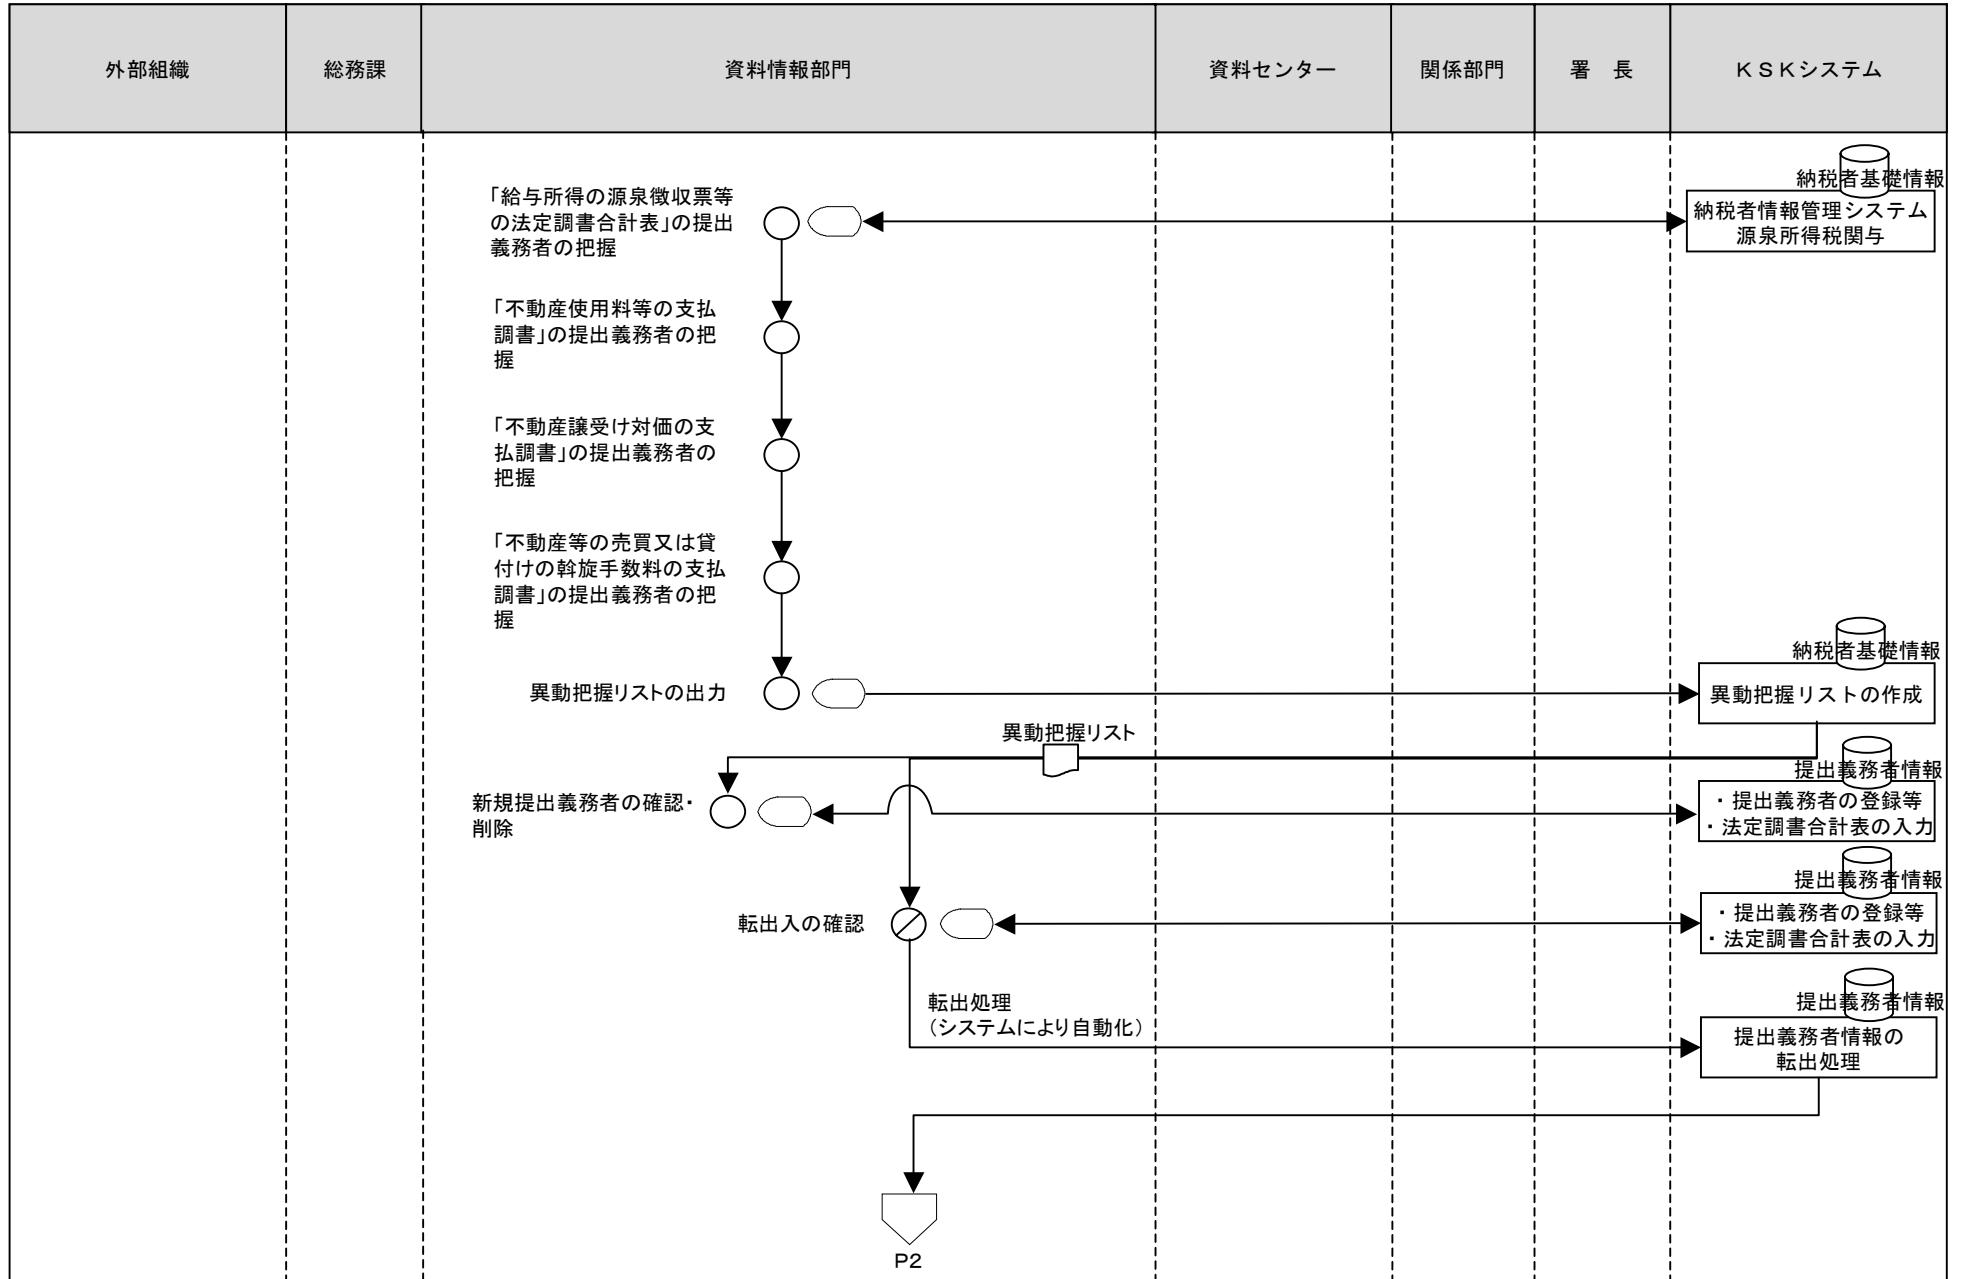 外部組織
総務課
資料情報部門
資料センター
関係部門
署　長
ＫＳＫシステム
「給与所得の源泉徴収票等
の法定調書合計表」の提出
義務者の把握
納税者基礎情報
納税者情報管理システム
源泉所得税関与
「不動産使用料等の支払
調書」の提出義務者の把
握
「不動産譲受け対価の支
払調書」の提出義務者の
把握
「不動産等の売買又は貸
付けの斡旋手数料の支払
調書」の提出義務者の把
握
異動把握リストの出力
納税者基礎情報
異動把握リストの作成
異動把握リスト
新規提出義務者の確認・
削除
提出義務者情報
・提出義務者の登録等
・法定調書合計表の入力
転出入の確認
提出義務者情報
・提出義務者の登録等
・法定調書合計表の入力
転出処理
（システムにより自動化）
提出義務者情報
提出義務者情報の
転出処理
P2